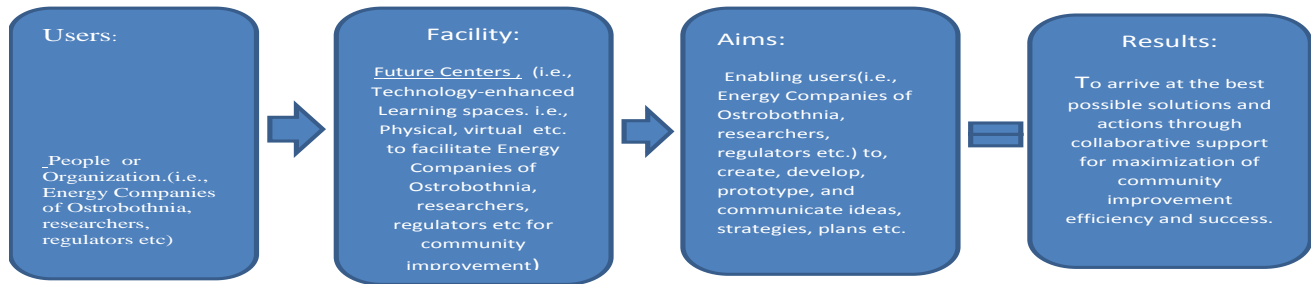 Users:
People or
Organization.(i.e.,
Energy Companies
of Ostrobothnia,
researchers,
regulators etc)
Facility:
Future Centers , (i.e.,
Technology-enhanced
Learning spaces. i.e.,
Physical, virtual etc.
to facilitate Energy
Companies of
Ostrobothnia,
researchers,
regulators etc for
community
improvement)
Aims:
Enabling users(i.e.,
Energy Companies of
Ostrobothnia,
researchers,
regulators etc.) to,
create, develop,
prototype, and
communicate ideas,
strategies, plans etc.
Results:
To arrive at the best
possible solutions and
actions through
collaborative support
for maximization of
community
improvement
efficiency and success.